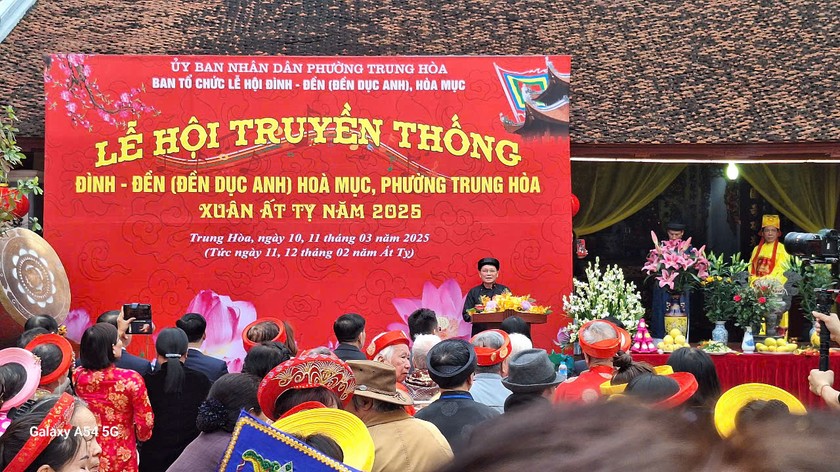 ỦY BAN NHÂN DÂN PHƯỜNG TRUNG HÒA
BAN TỔ CHỨC LỄ HỘI ĐÌNH - ĐỀN (ĐỀN DỤC ANH), HÒA MỤC
LỄ HỘI TRUYỀN THỐNG
ĐÌNH - ĐỀN (ĐỀN DỤC ANH) HOÀ MỤC, PHƯỜNG TRUNG HÒA
XUÂN ẤT TỴ NĂM 2025
Trung Hòa, ngày 10, 11 tháng 03 năm 2025
(Tức ngày 11, 12 tháng 02 năm Ất Tỵ)
Galaxy A54 5G